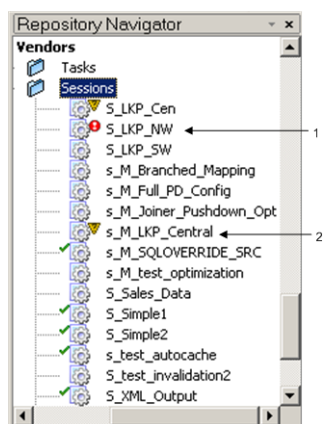 Repository Navigator
Vendors
Tasks
Sessions
S_LKP_Cen
S_LKP_NW
1
S_LKP_SW
s_M_Branched_Mapping
s_M_Full_PD_Config
s_M_Joiner_Pushdown_Opt
s_M_LKP_Central
2
s_M_SQLOVERRIDE_SRC
s_M_test_optimization
S_Sales_Data
S_Simple1
S_Simple2
s_test_autocache
S_test_invalidation2
S_XML_Output